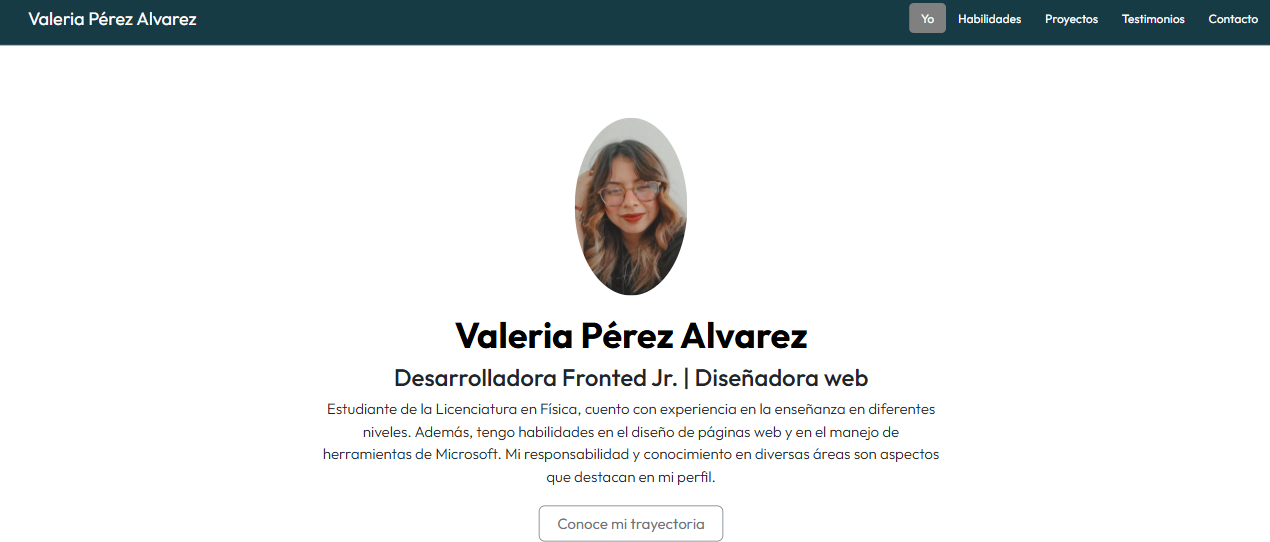 Valeria Pérez Alvarez
Yo Habilidades Proyectos Testimonios Contacto
Valeria Pérez Alvarez
Desarrolladora Fronted Jr. | Diseñadora web
Estudiante de la Licenciatura en Física, cuento con experiencia en la enseñanza en diferentes
niveles. Además, tengo habilidades en el diseño de páginas web y en el manejo de
herramientas de Microsoft. Mi responsabilidad y conocimiento en diversas áreas son aspectos
que destacan en mi perfil.
Conoce mi trayectoria